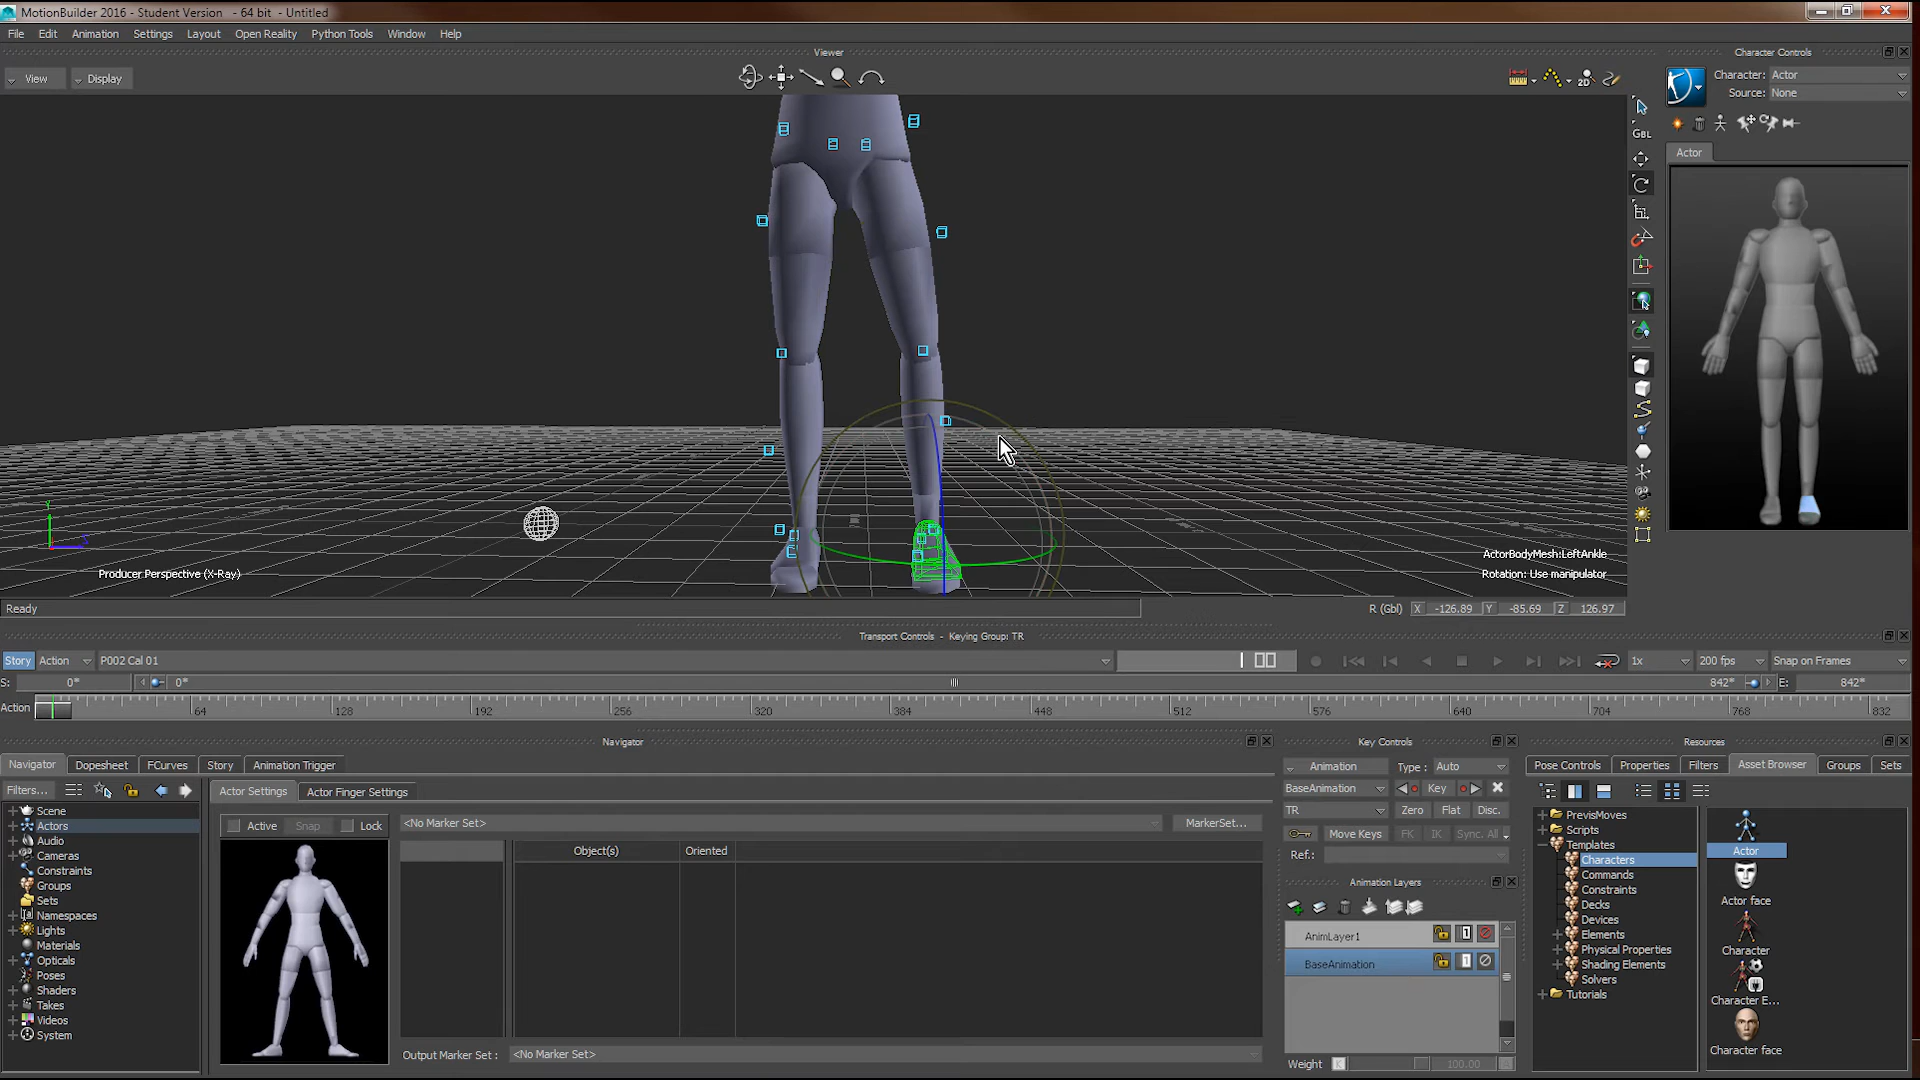 MotionBuilder 2016 - Student Version - 64 bit - Untitled
File Edit Animation Settings Layout Open Reality Python Tools Window Help
Viewer
Character Controls
View Display
Character: Actor
Source: None
GBL
Actor
ActorBodyMesh:LeftAnkle
Producer Perspective (X-Ray)
Rotation: Use manipulator
Ready
R (Gbl) X -126.89 Y -85.69 Z 126.97
Transport Controls - Keying Group: TR
Story Action P002 Cal 01 1x 200 fps Snap on Frames
S: 0* 0* 842* E: 842*
Action 64 128 192 256 320 384 448 512 576 640 704 768 832
Navigator
Key Controls
Resources
Navigator Dopesheet FCurves Story Animation Trigger
Animation Type: Auto
Pose Controls Properties Filters Asset Browser Groups Sets
Filters...
Actor Settings Actor Finger Settings
BaseAnimation Key
TR Zero Flat Disc.
Scene
Actors
Audio
Cameras
Constraints
Groups
Sets
Namespaces
Lights
Materials
Opticals
Poses
Shaders
Takes
Videos
System
Active Snap Lock <No Marker Set> MarkerSet...
Object(s) Oriented
Output Marker Set : <No Marker Set>
Move Keys FK IK Sync. All
Ref.:
Animation Layers
AnimLayer1
BaseAnimation
Weight 100.00
PrevisMoves
Scripts
Templates
Characters
Commands
Constraints
Decks
Devices
Elements
Physical Properties
Shading Elements
Solvers
Tutorials
Actor
Actor face
Character
Character E...
Character face